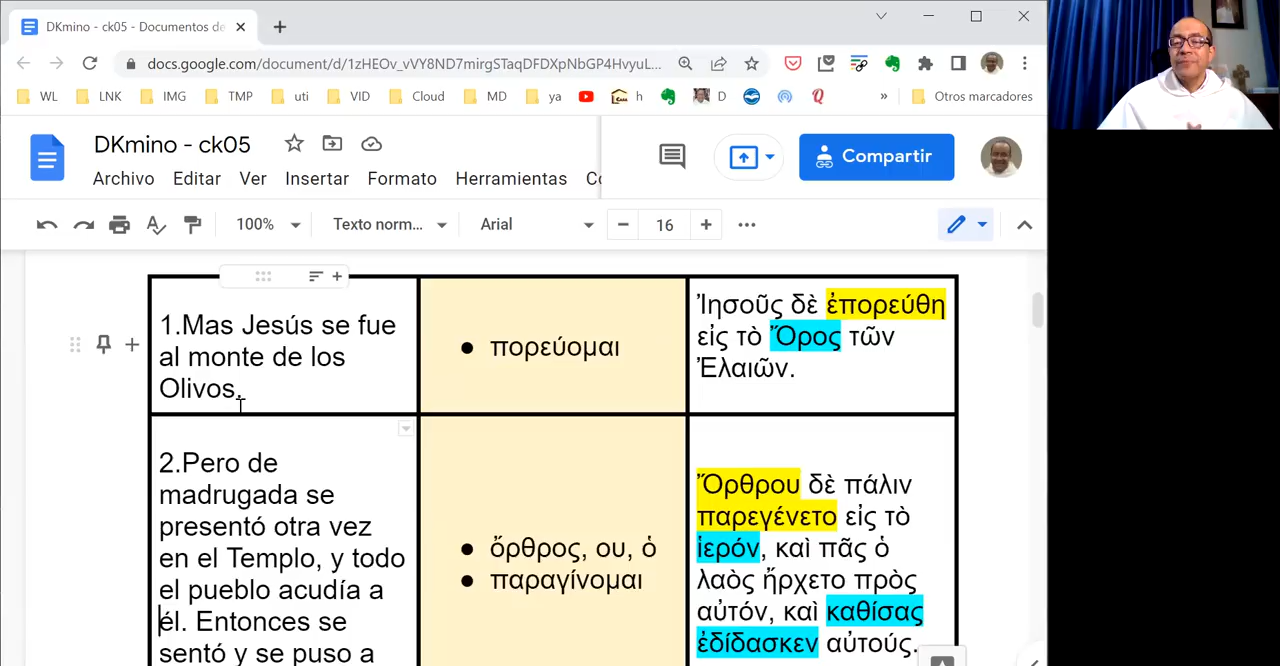 DKmino - ck05 - Documentos de
docs.google.com/document/d/1zHEOv_vVY8ND7mirgSTaqDFDXpNbGP4HvyuL...
WL LNK IMG TMP uti VID Cloud MD ya h D » Otros marcadores
DKmino - ck05
Compartir
Archivo Editar Ver Insertar Formato Herramientas Co
100% Texto norm... Arial 16
1.Mas Jesús se fue
al monte de los
Olivos.
πορεύομαι
Ἰησοῦς δὲ ἐπορεύθη
εἰς τὸ Ὄρος τῶν
Ἐλαιῶν.
2.Pero de
madrugada se
presentó otra vez
en el Templo, y todo
el pueblo acudía a
él. Entonces se
sentó y se puso a
ὄρθρος, ου, ὁ
παραγίνομαι
Ὄρθρου δὲ πάλιν
παρεγένετο εἰς τὸ
ἱερόν, καὶ πᾶς ὁ
λαὸς ἤρχετο πρὸς
αὐτόν, καὶ καθίσας
ἐδίδασκεν αὐτούς.